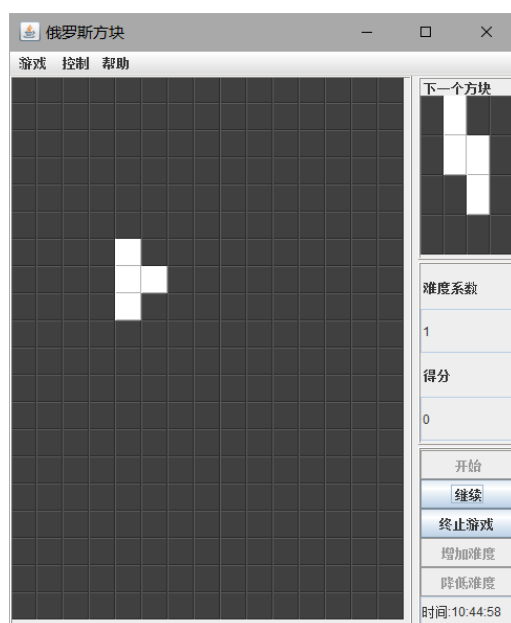 俄罗斯方块
游戏 控制 帮助
下一个方块
难度系数
1
得分
0
开始
继续
终止游戏
增加难度
降低难度
时间:10:44:58